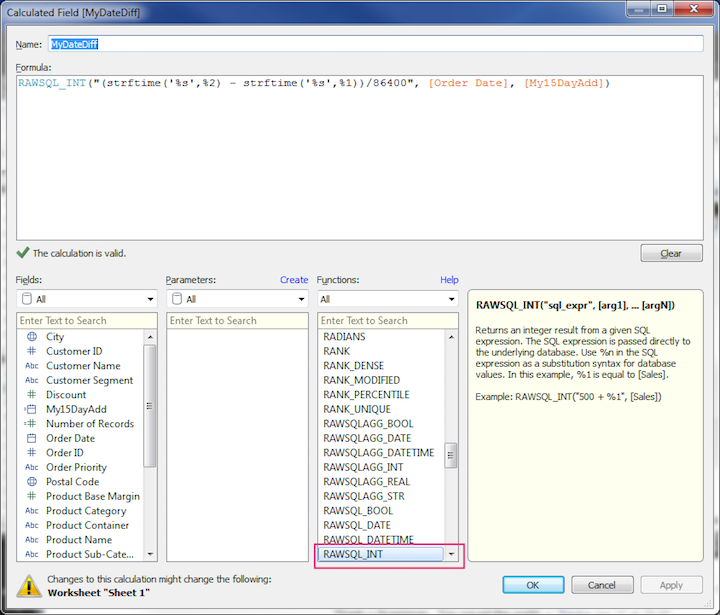 Calculated Field [MyDateDiff]
Name: MyDateDiff
Formula:
RAWSQL_INT("(strftime('%s',%2) - strftime('%s',%1))/86400", [Order Date], [My15DayAdd])
The calculation is valid.
Clear
Fields:
All
Enter Text to Search
City
# Customer ID
Abc Customer Name
Abc Customer Segment
# Discount
=My15DayAdd
=# Number of Records
Order Date
# Order ID
Abc Order Priority
Postal Code
# Product Base Margin
Abc Product Category
Abc Product Container
Abc Product Name
Abc Product Sub-Cate...
Parameters: Create
All
Enter Text to Search
Functions: Help
All
Enter Text to Search
RADIANS
RANK
RANK_DENSE
RANK_MODIFIED
RANK_PERCENTILE
RANK_UNIQUE
RAWSQLAGG_BOOL
RAWSQLAGG_DATE
RAWSQLAGG_DATETIME
RAWSQLAGG_INT
RAWSQLAGG_REAL
RAWSQLAGG_STR
RAWSQL_BOOL
RAWSQL_DATE
RAWSQL_DATETIME
RAWSQL_INT
RAWSQL_INT("sql_expr", [arg1], ... [argN])
Returns an integer result from a given SQL
expression. The SQL expression is passed directly to
the underlying database. Use %n in the SQL
expression as a substitution syntax for database
values. In this example, %1 is equal to [Sales].
Example: RAWSQL_INT("500 + %1", [Sales])
Changes to this calculation might change the following:
Worksheet "Sheet 1"
OK
Cancel
Apply